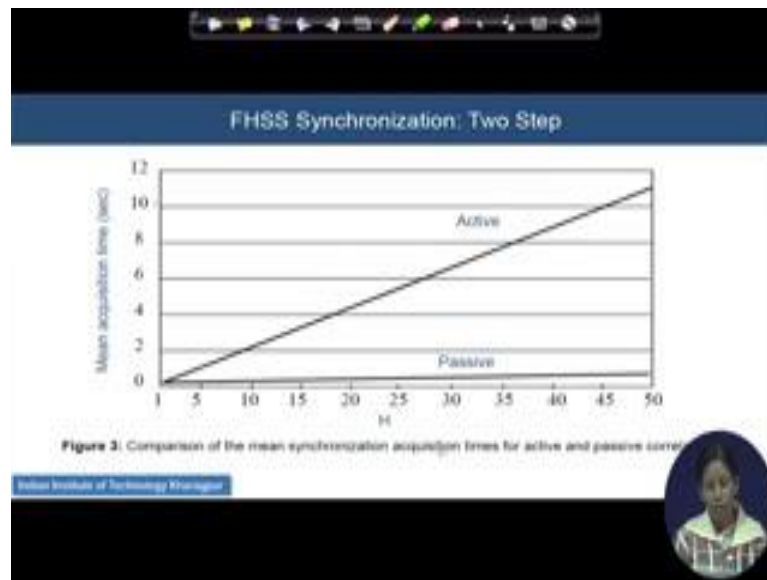 FHSS Synchronization: Two Step
12
10
8
6
4
2
0
Mean acquisition time (sec)
Active
Passive
1 5 10 15 20 25 30 35 40 45 50
H
Figure 3: Comparison of the mean synchronization acquisition times for active and passive correl
Indian Institute of Technology Kharagpur